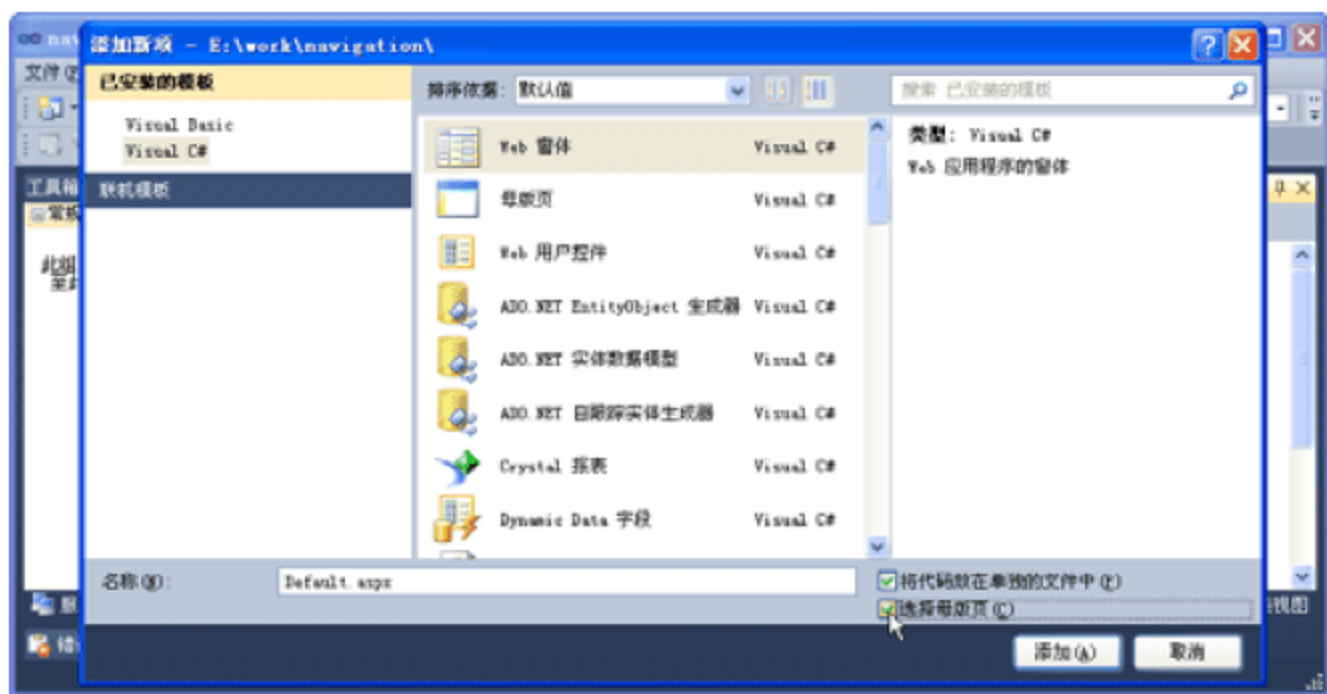 添加新项 - E:\work\navigation\
文件
已安装的模板
排序依据: 默认值
搜索 已安装的模板
Visual Basic
Visual C#
联机模板
工具箱
常规
Web 窗体 Visual C#
母版页 Visual C#
Web 用户控件 Visual C#
ADO.NET EntityObject 生成器 Visual C#
ADO.NET 实体数据模型 Visual C#
ADO.NET 自跟踪实体生成器 Visual C#
Crystal 报表 Visual C#
Dynamic Data 字段 Visual C#
类型: Visual C#
Web 应用程序的窗体
名称(N):
Default.aspx
将代码放在单独的文件中(P)
选择母版页(C)
添加(A)
取消